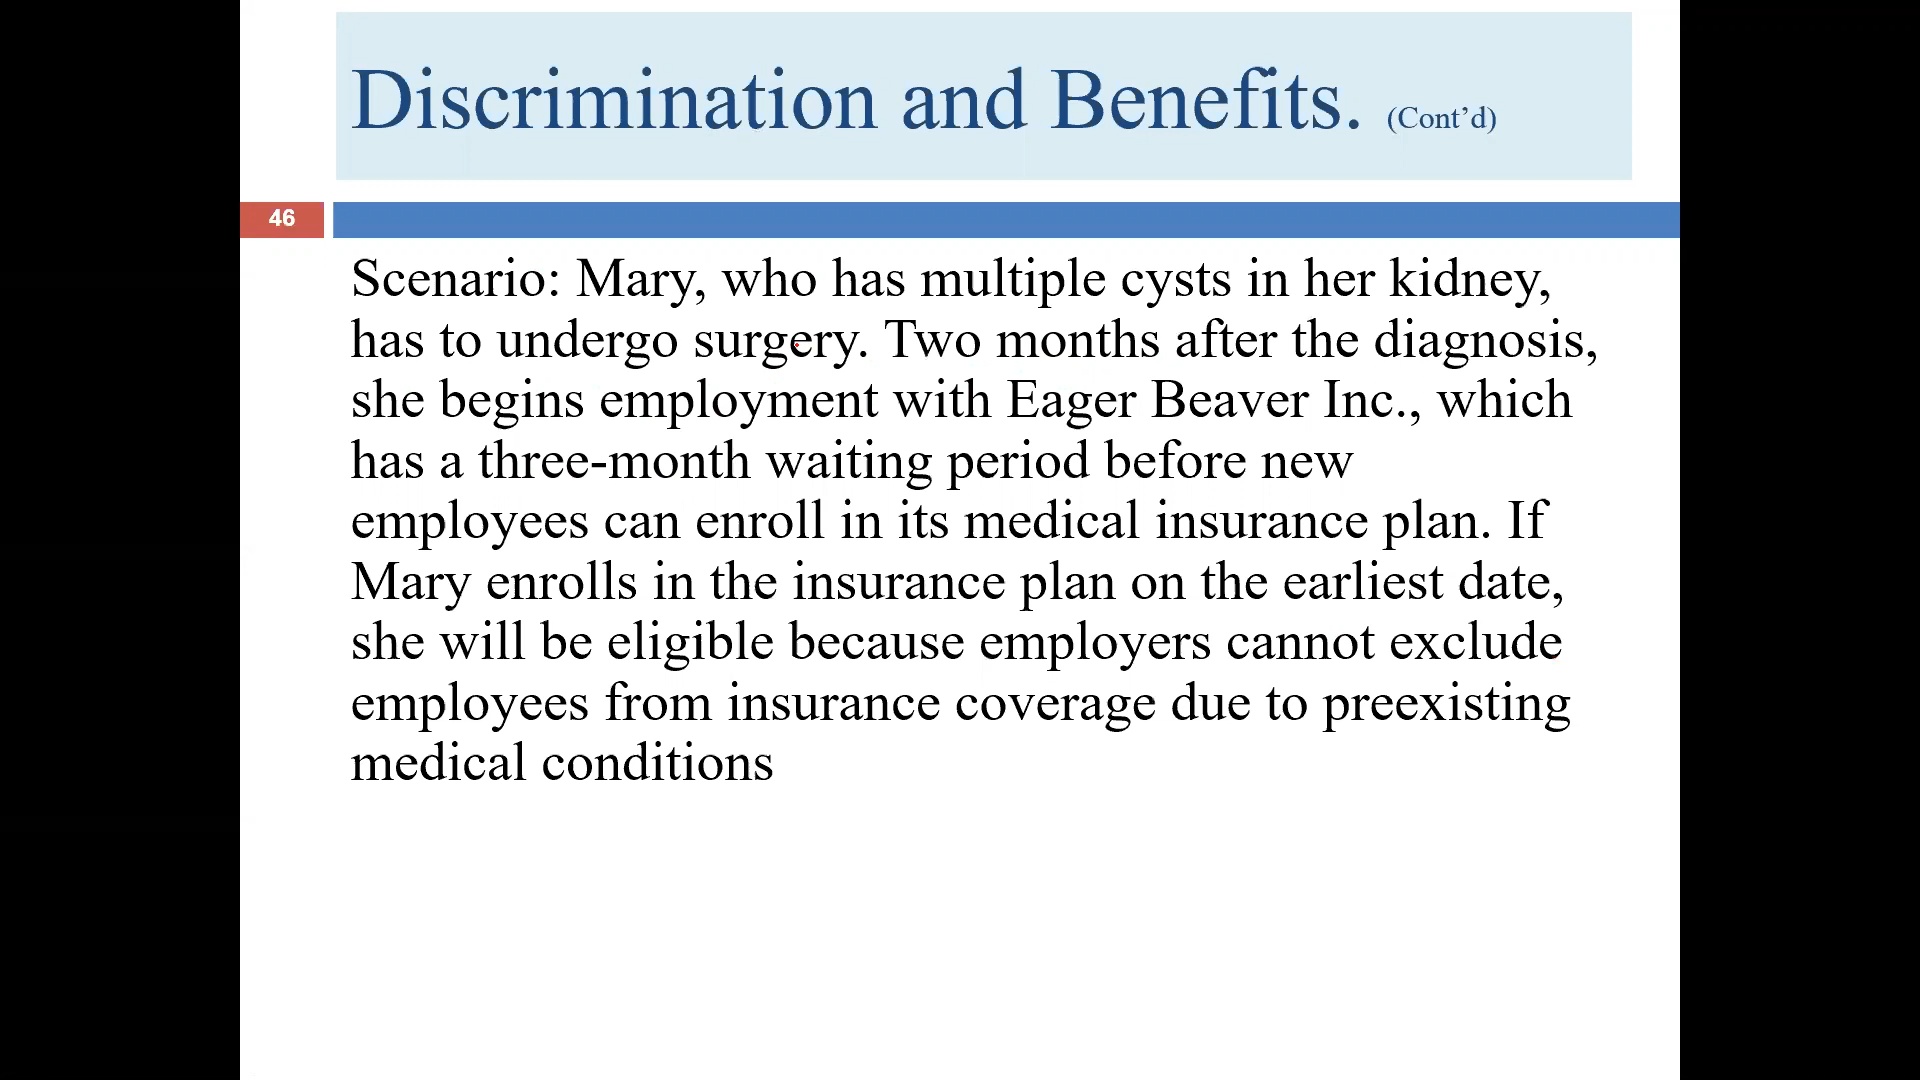 Discrimination and Benefits. (Cont’d)
46
Scenario: Mary, who has multiple cysts in her kidney,
has to undergo surgery. Two months after the diagnosis,
she begins employment with Eager Beaver Inc., which
has a three-month waiting period before new
employees can enroll in its medical insurance plan. If
Mary enrolls in the insurance plan on the earliest date,
she will be eligible because employers cannot exclude
employees from insurance coverage due to preexisting
medical conditions